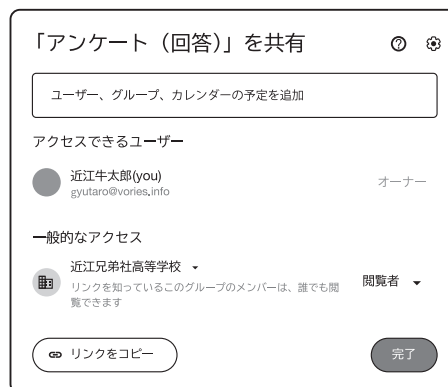 「アンケート（回答）」を共有
ユーザー、グループ、カレンダーの予定を追加
アクセスできるユーザー
近江牛太郎(you)
オーナー
gyutaro@vories.info
一般的なアクセス
近江兄弟社高等学校
閲覧者
リンクを知っているこのグループのメンバーは、誰でも閲
覧できます
リンクをコピー
完了